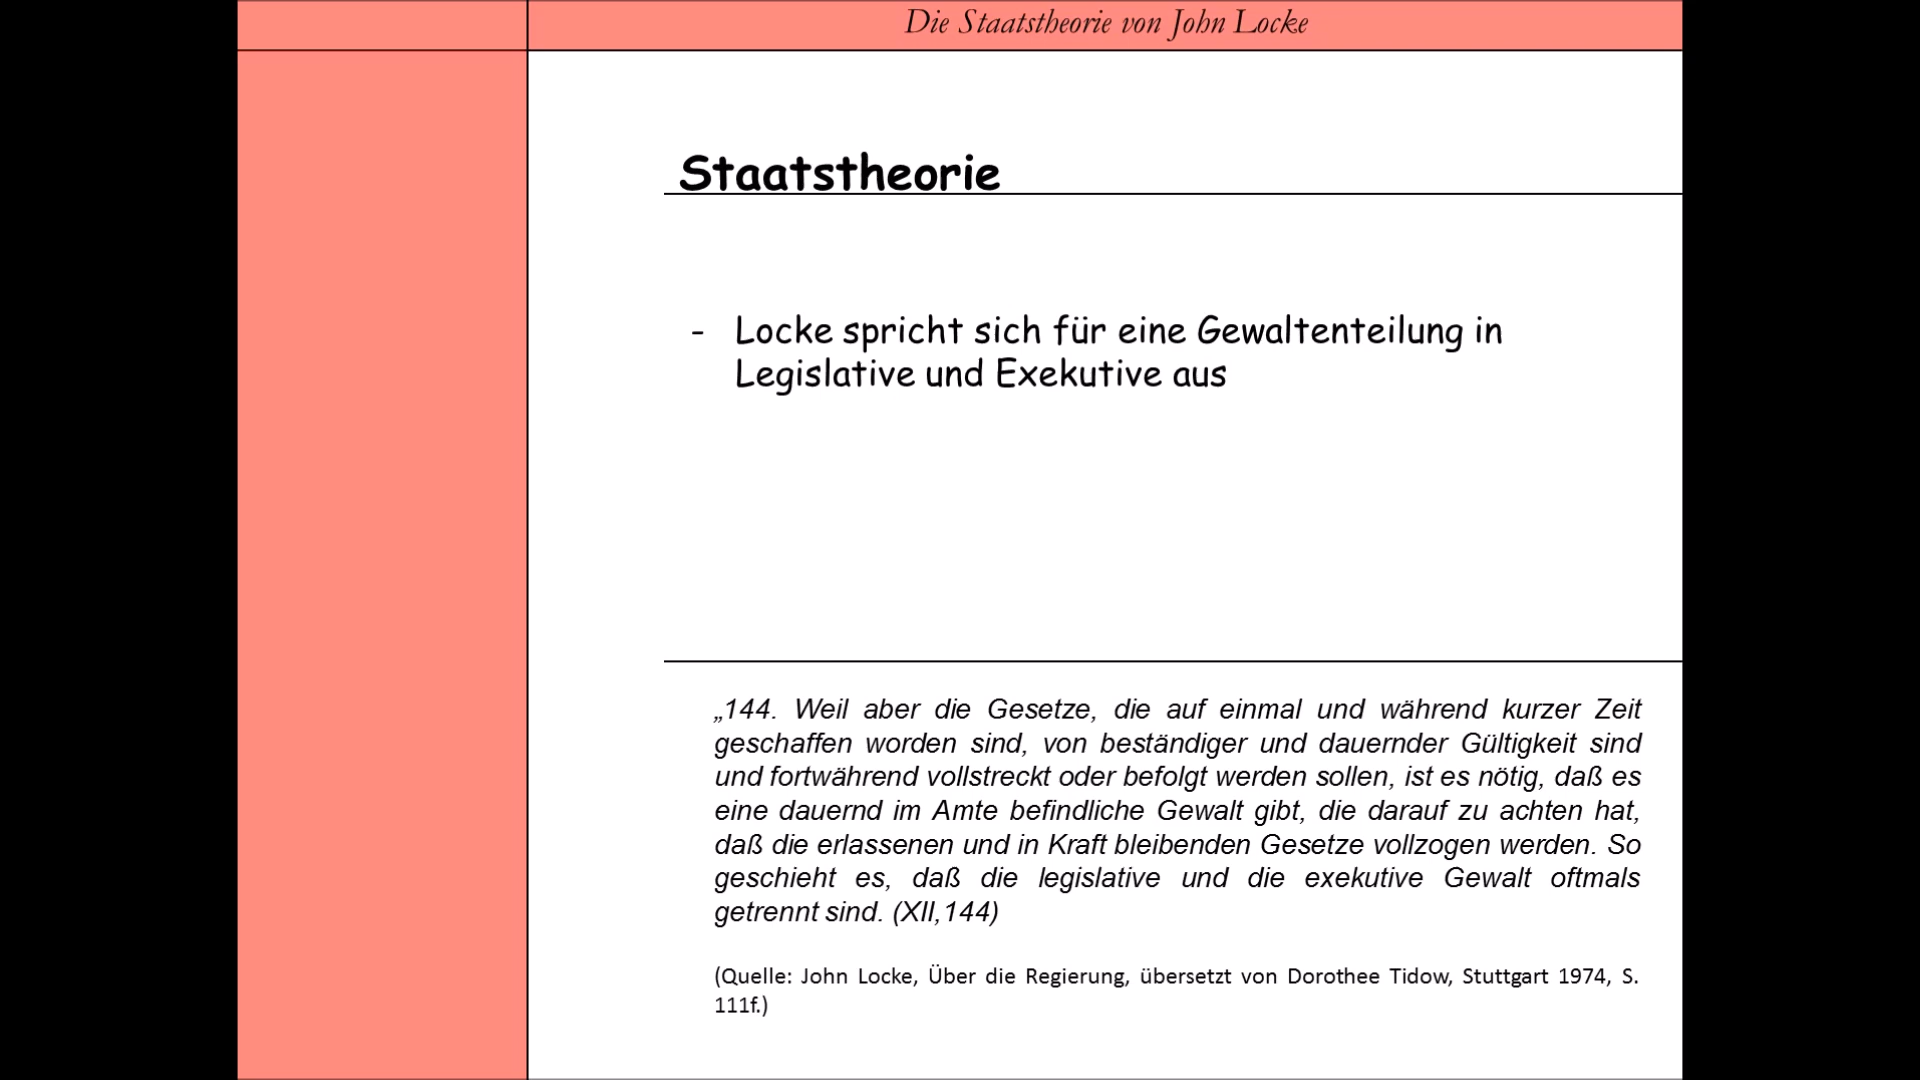 Die Staatstheorie von John Locke
Staatstheorie
- Locke spricht sich für eine Gewaltenteilung in
Legislative und Exekutive aus
„144. Weil aber die Gesetze, die auf einmal und während kurzer Zeit
geschaffen worden sind, von beständiger und dauernder Gültigkeit sind
und fortwährend vollstreckt oder befolgt werden sollen, ist es nötig, daß es
eine dauernd im Amte befindliche Gewalt gibt, die darauf zu achten hat,
daß die erlassenen und in Kraft bleibenden Gesetze vollzogen werden. So
geschieht es, daß die legislative und die exekutive Gewalt oftmals
getrennt sind. (XII,144)
(Quelle: John Locke, Über die Regierung, übersetzt von Dorothee Tidow, Stuttgart 1974, S.
111f.)